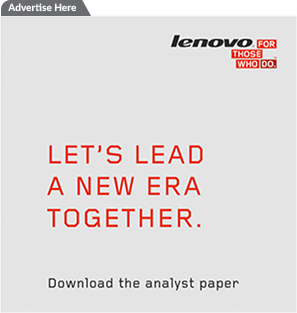 Advertise Here
lenovo FOR
THOSE
WHO DO.
LET'S LEAD
A NEW ERA
TOGETHER.
Download the analyst paper